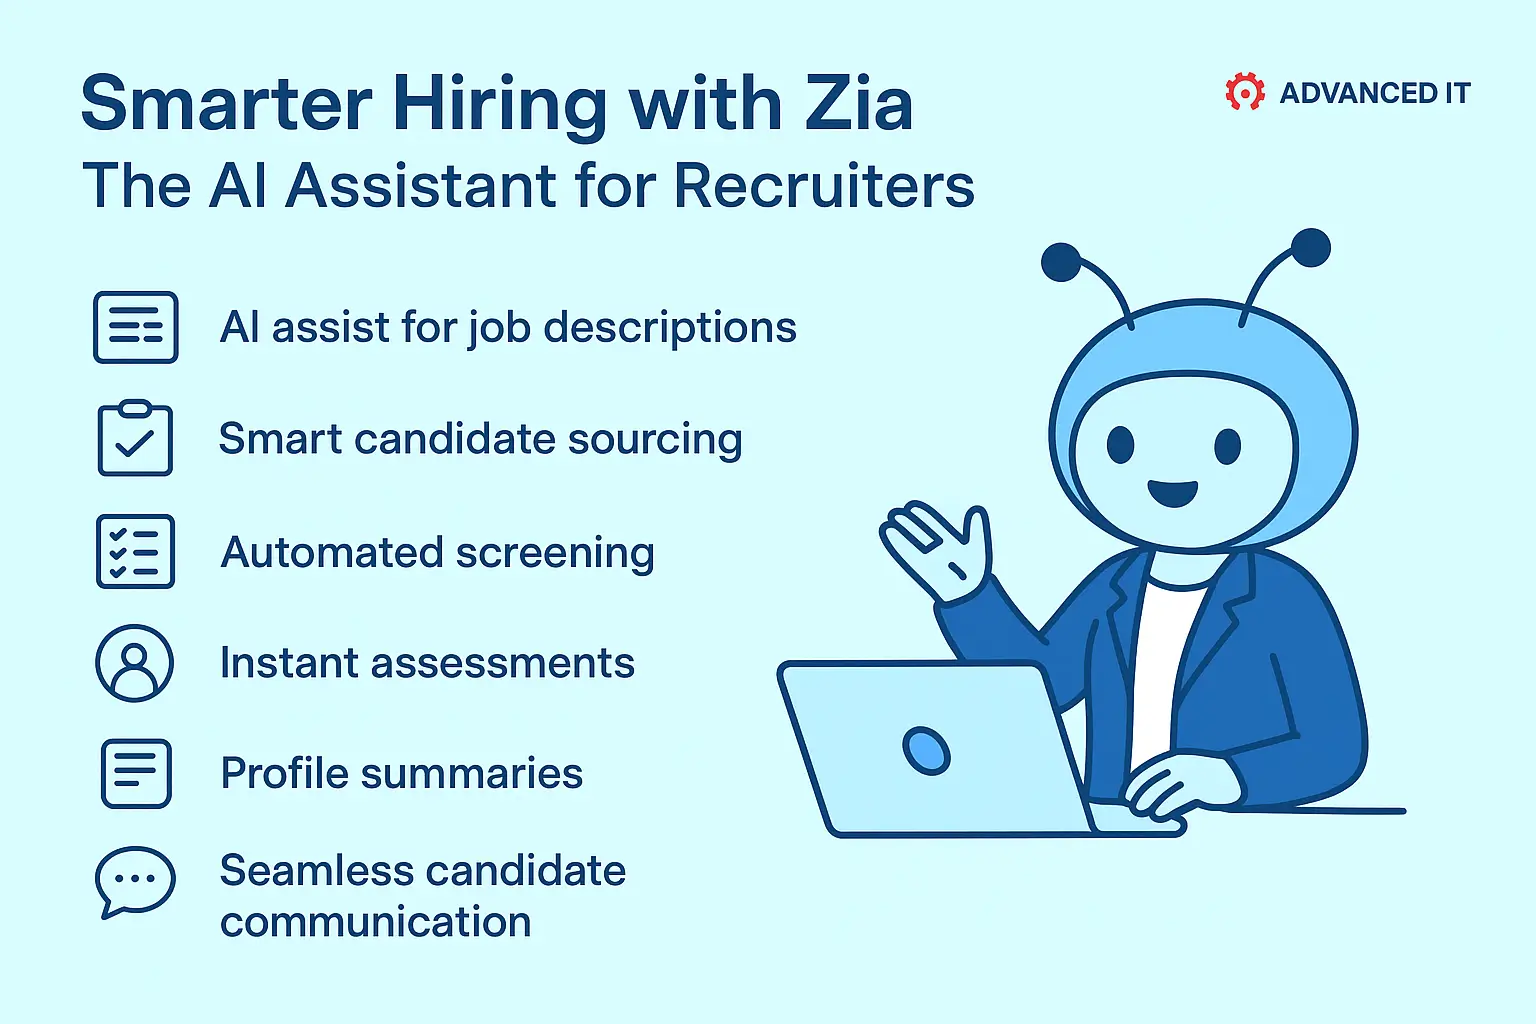 Smarter Hiring with Zia
The AI Assistant for Recruiters
ADVANCED IT
AI assist for job descriptions
Smart candidate sourcing
Automated screening
Instant assessments
Profile summaries
Seamless candidate
communication